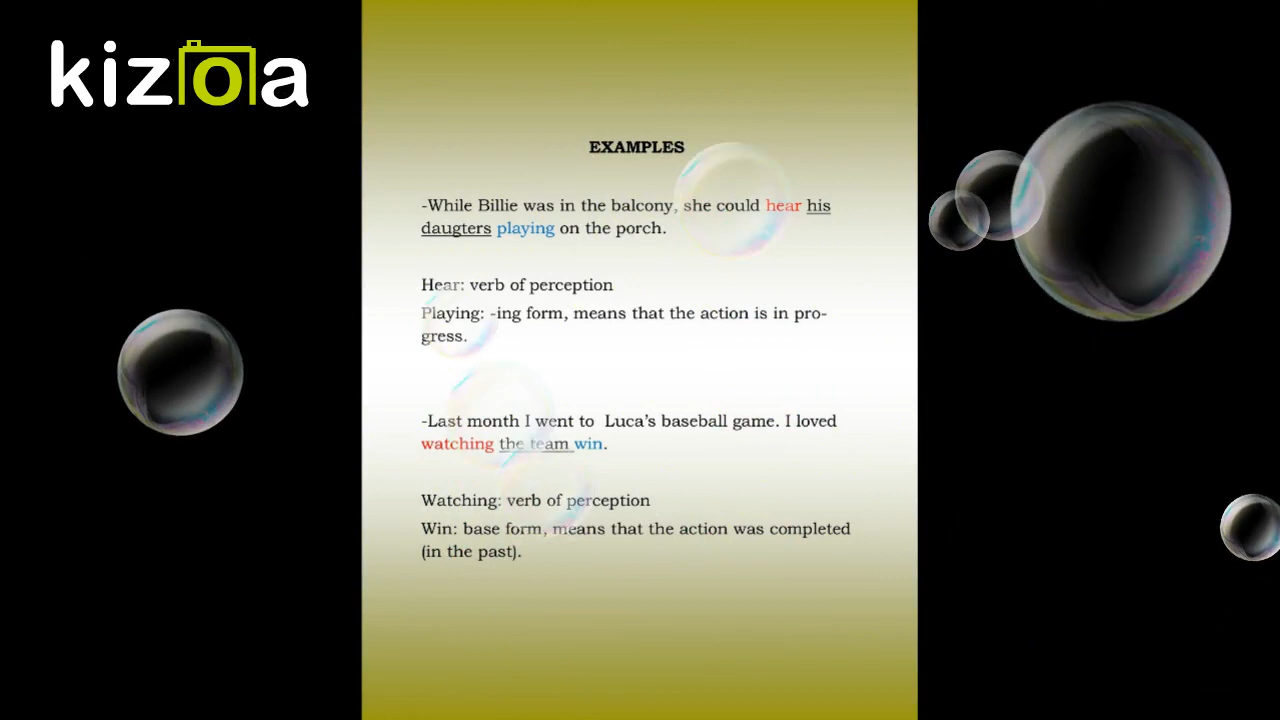 kizoa
EXAMPLES
-While Billie was in the balcony, she could hear his
daugters playing on the porch.
Hear: verb of perception
Playing: -ing form, means that the action is in pro-
gress.
-Last month I went to  Luca's baseball game. I loved
watching the team win.
Watching: verb of perception
Win: base form, means that the action was completed
(in the past).